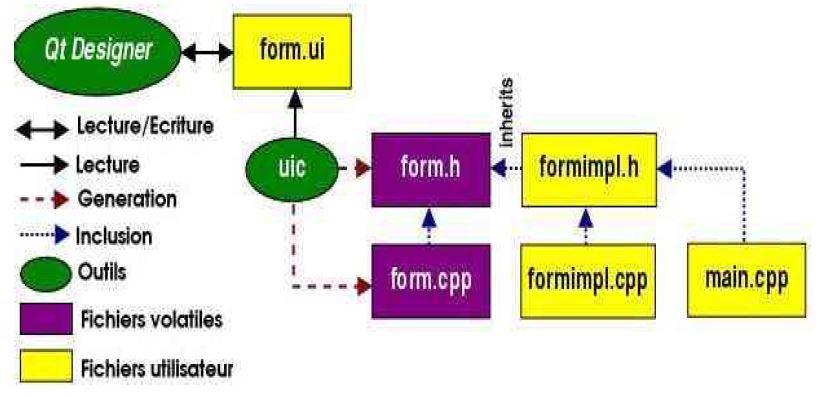 Qt Designer
form.ui
Lecture/Ecriture
Lecture
Generation
Inclusion
Outils
Fichiers volatiles
Fichiers utilisateur
uic
form.h
inherits
formimpl.h
form.cpp
formimpl.cpp
main.cpp